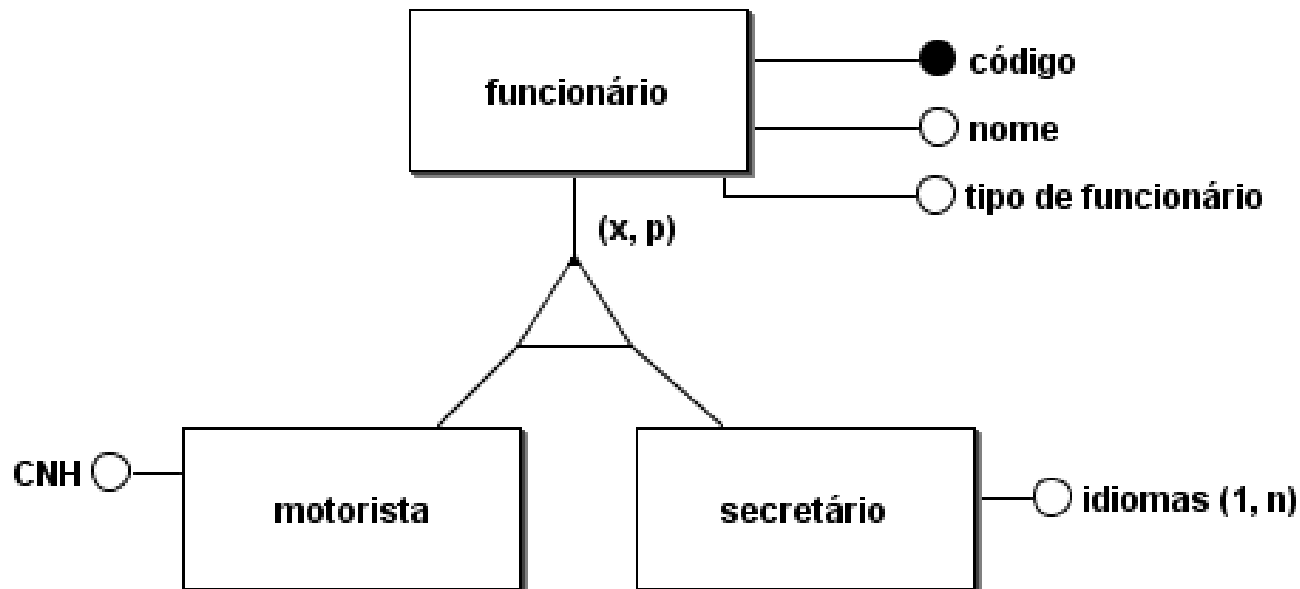 funcionário
código
nome
tipo de funcionário
(x, p)
CNH
motorista
secretário
idiomas (1, n)